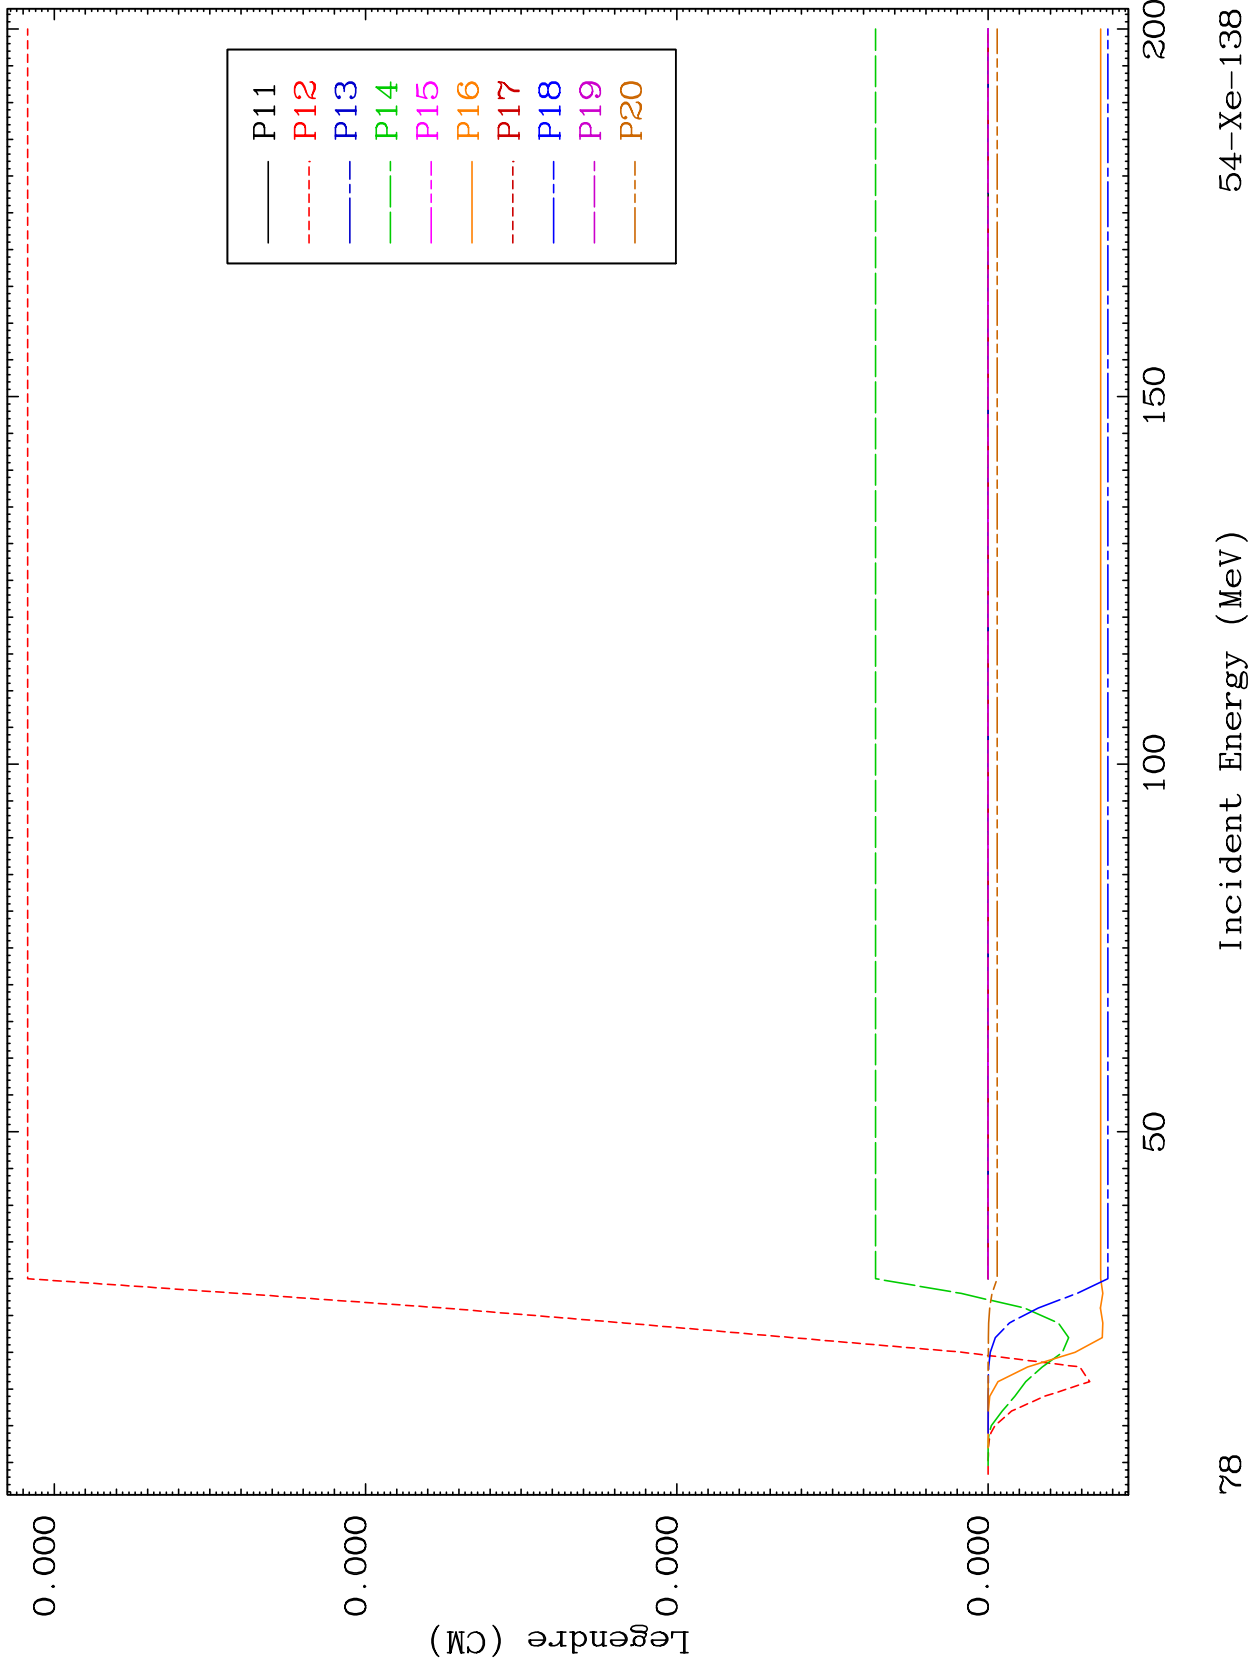 Legendre (CM)
0.000
0.000
0.000
0.000
P11
P12
P13
P14
P15
P16
P17
P18
P19
P20
50
100
150
200
Incident Energy (MeV)
78
54-Xe-138